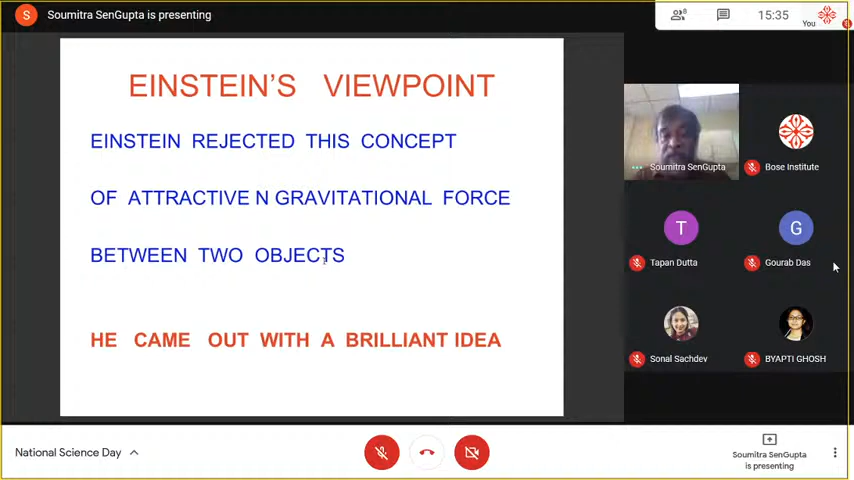 S
Soumitra SenGupta is presenting
8
15:35
You
EINSTEIN'S VIEWPOINT
EINSTEIN REJECTED THIS CONCEPT
OF ATTRACTIVE N GRAVITATIONAL FORCE
BETWEEN TWO OBJECTS
HE CAME OUT WITH A BRILLIANT IDEA
Soumitra SenGupta
Bose Institute
T
Tapan Dutta
G
Gourab Das
Sonal Sachdev
BYAPTI GHOSH
National Science Day
Soumitra SenGupta
is presenting